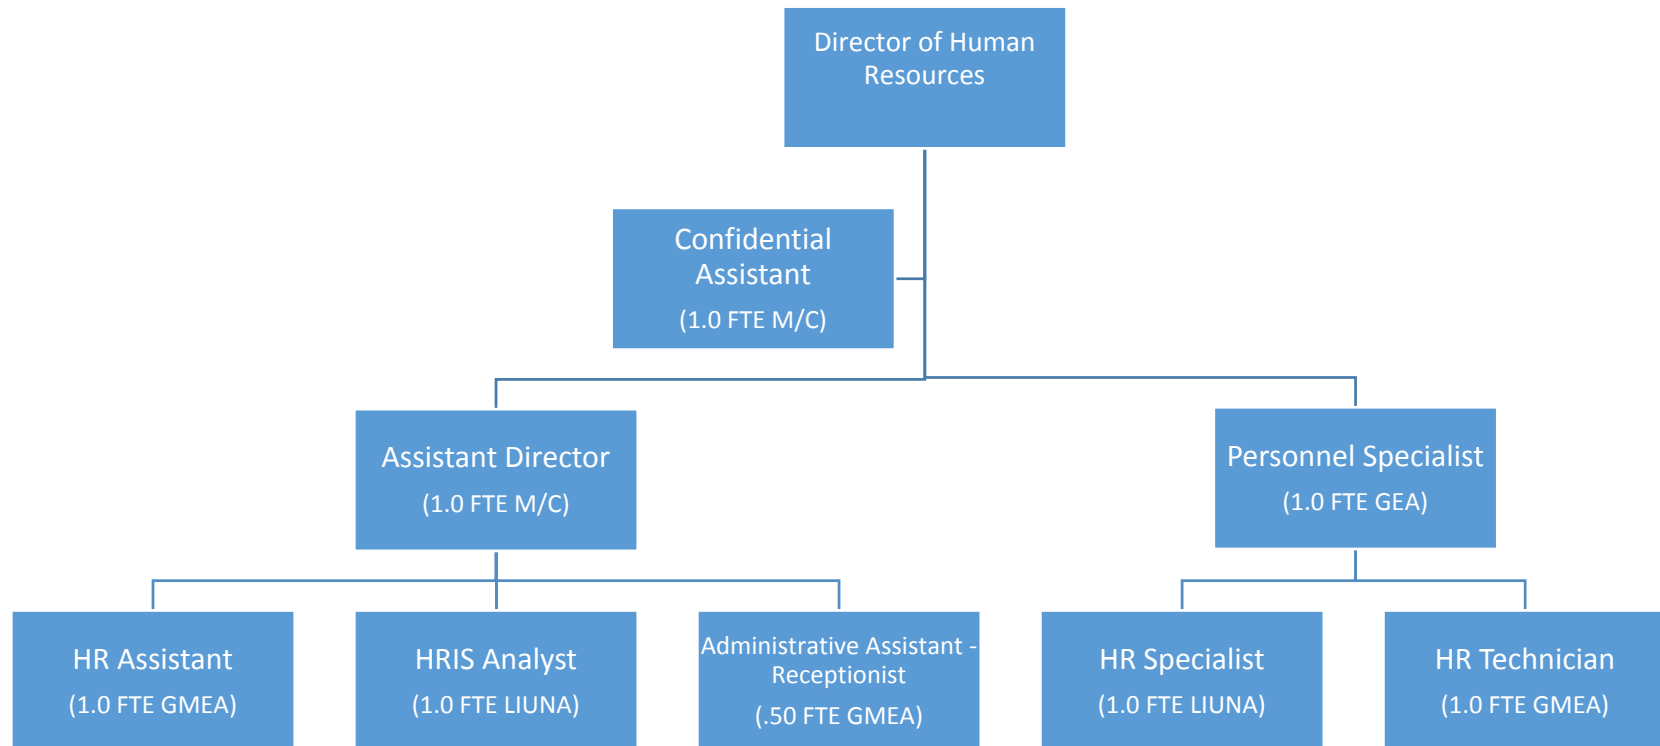 Director of Human
Resources
Confidential
Assistant
(1.0 FTE M/C)
Assistant Director
(1.0 FTE M/C)
Personnel Specialist
(1.0 FTE GEA)
HR Assistant
(1.0 FTE GMEA)
HRIS Analyst
(1.0 FTE LIUNA)
Administrative Assistant -
Receptionist
(.50 FTE GMEA)
HR Specialist
(1.0 FTE LIUNA)
HR Technician
(1.0 FTE GMEA)